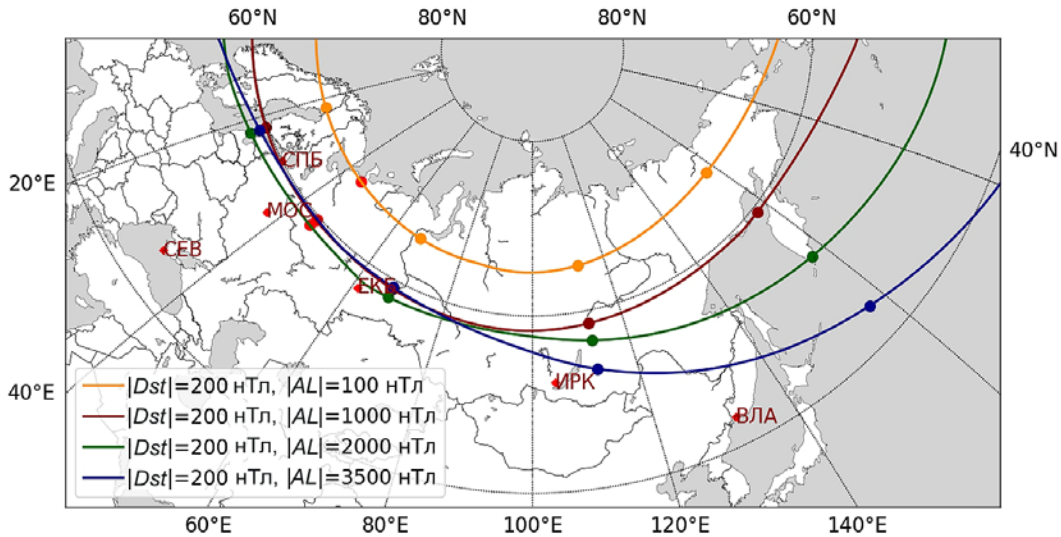 60°N 80°N 80°N 60°N
40°N
20°E
40°E
СПБ
МОС
СЕВ
ЕКБ
ИРК
ВЛА
|Dst|=200 нТл, |AL|=100 нТл
|Dst|=200 нТл, |AL|=1000 нТл
|Dst|=200 нТл, |AL|=2000 нТл
|Dst|=200 нТл, |AL|=3500 нТл
60°E 80°E 100°E 120°E 140°E